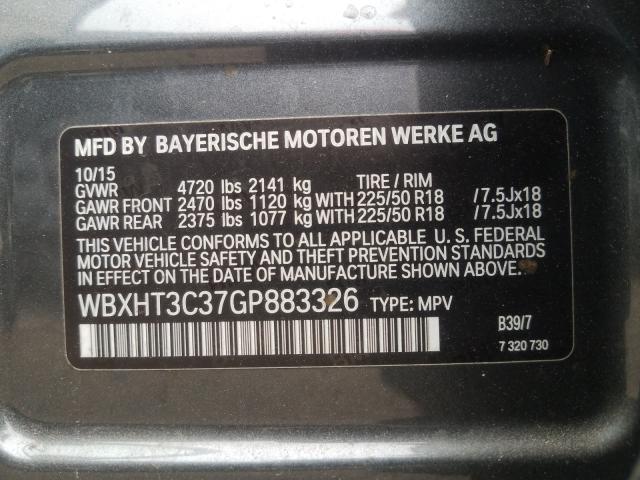 MFD BY BAYERISCHE MOTOREN WERKE AG
10/15
GVWR 4720 lbs 2141 kg TIRE / RIM
GAWR FRONT 2470 lbs 1120 kg WITH 225/50 R18 /7.5Jx18
GAWR REAR 2375 lbs 1077 kg WITH 225/50 R18 /7.5Jx18
THIS VEHICLE CONFORMS TO ALL APPLICABLE U. S. FEDERAL
MOTOR VEHICLE SAFETY AND THEFT PREVENTION STANDARDS
IN EFFECT ON THE DATE OF MANUFACTURE SHOWN ABOVE.
WBXHT3C37GP883326 TYPE: MPV
B39/7
7 320 730